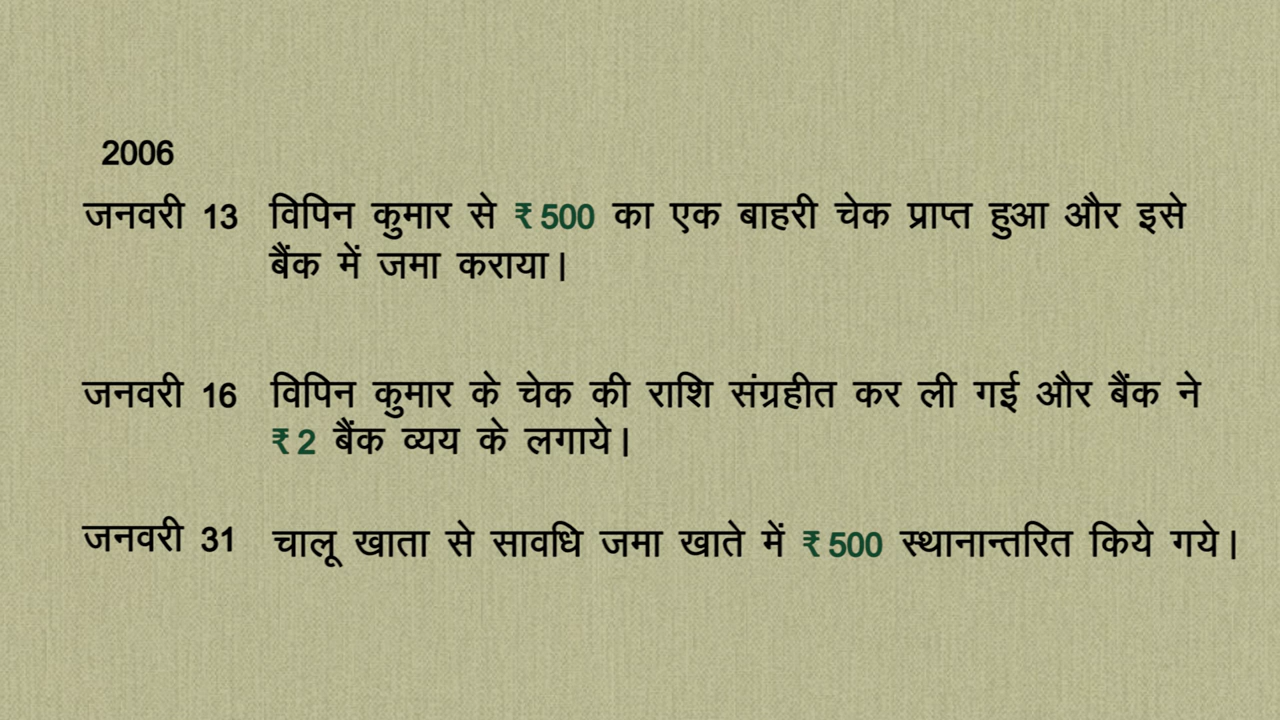 2006
जनवरी 13 विपिन कुमार से ₹ 500 का एक बाहरी चेक प्राप्त हुआ और इसे
बैंक में जमा कराया।
जनवरी 16 विपिन कुमार के चेक की राशि संग्रहीत कर ली गई और बैंक ने
₹ 2 बैंक व्यय के लगाये।
जनवरी 31 चालू खाता से सावधि जमा खाते में ₹ 500 स्थानान्तरित किये गये।